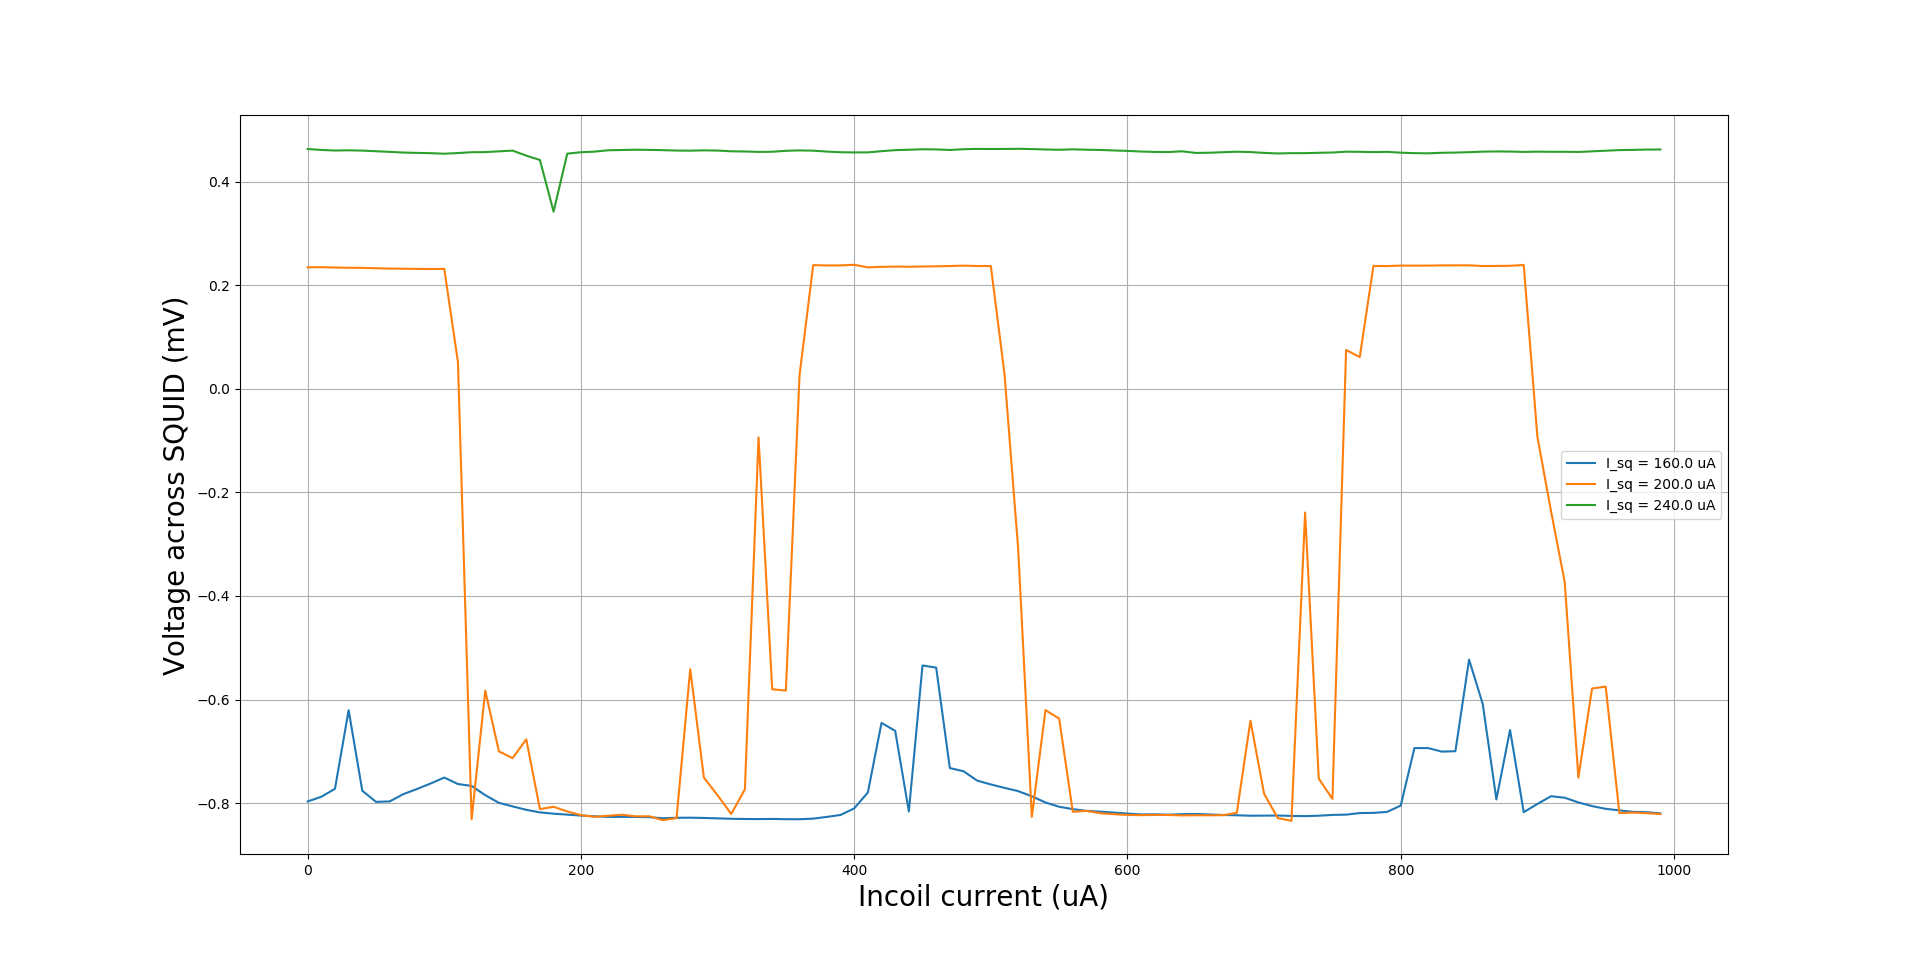 Voltage across SQUID (mV)
0.4
0.2
0.0
−0.2
−0.4
−0.6
−0.8
I_sq = 160.0 uA
I_sq = 200.0 uA
I_sq = 240.0 uA
0 200 400 600 800 1000
Incoil current (uA)